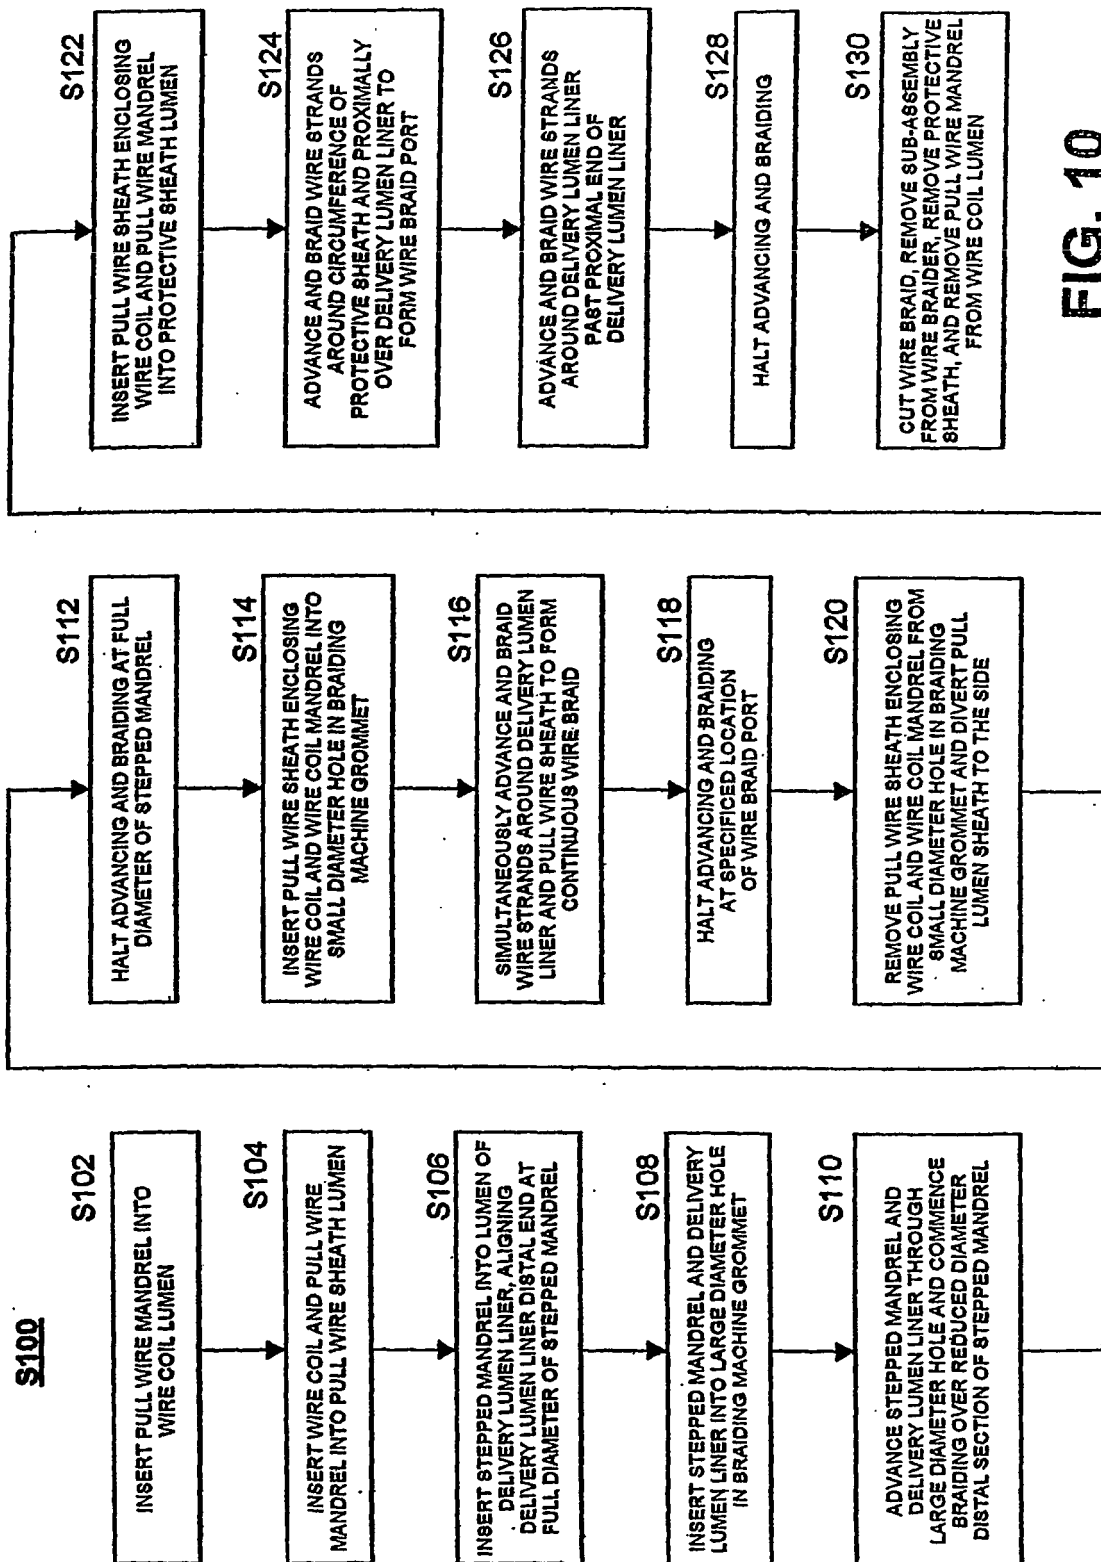 S100
S102
INSERT PULL WIRE MANDREL INTO
WIRE COIL LUMEN
S104
INSERT WIRE COIL AND PULL WIRE
MANDREL INTO PULL WIRE SHEATH LUMEN
S106
INSERT STEPPED MANDREL INTO LUMEN OF
DELIVERY LUMEN LINER, ALIGNING
DELIVERY LUMEN LINER DISTAL END AT
FULL DIAMETER OF STEPPED MANDREL
S108
INSERT STEPPED MANDREL AND DELIVERY
LUMEN LINER INTO LARGE DIAMETER HOLE
IN BRAIDING MACHINE GROMMET
S110
ADVANCE STEPPED MANDREL AND
DELIVERY LUMEN LINER THROUGH
LARGE DIAMETER HOLE AND COMMENCE
BRAIDING OVER REDUCED DIAMETER
DISTAL SECTION OF STEPPED MANDREL
S112
HALT ADVANCING AND BRAIDING AT FULL
DIAMETER OF STEPPED MANDREL
S114
INSERT PULL WIRE SHEATH ENCLOSING
WIRE COIL AND WIRE COIL MANDREL INTO
SMALL DIAMETER HOLE IN BRAIDING
MACHINE GROMMET
S116
SIMULTANEOUSLY ADVANCE AND BRAID
WIRE STRANDS AROUND DELIVERY LUMEN
LINER AND PULL WIRE SHEATH TO FORM
CONTINUOUS WIRE BRAID
S118
HALT ADVANCING AND BRAIDING
AT SPECIFICED LOCATION
OF WIRE BRAID PORT
S120
REMOVE PULL WIRE SHEATH ENCLOSING
WIRE COIL AND WIRE COIL MANDREL FROM
SMALL DIAMETER HOLE IN BRAIDING
MACHINE GROMMET AND DIVERT PULL
LUMEN SHEATH TO THE SIDE
S122
INSERT PULL WIRE SHEATH ENCLOSING
WIRE COIL AND PULL WIRE MANDREL
INTO PROTECTIVE SHEATH LUMEN
S124
ADVANCE AND BRAID WIRE STRANDS
AROUND CIRCUMFERENCE OF
PROTECTIVE SHEATH AND PROXIMALLY
OVER DELIVERY LUMEN LINER TO
FORM WIRE BRAID PORT
S126
ADVANCE AND BRAID WIRE STRANDS
AROUND DELIVERY LUMEN LINER
PAST PROXIMAL END OF
DELIVERY LUMEN LINER
S128
HALT ADVANCING AND BRAIDING
S130
CUT WIRE BRAID, REMOVE SUB-ASSEMBLY
FROM WIRE BRAIDER, REMOVE PROTECTIVE
SHEATH, AND REMOVE PULL WIRE MANDREL
FROM WIRE COIL LUMEN
FIG. 10